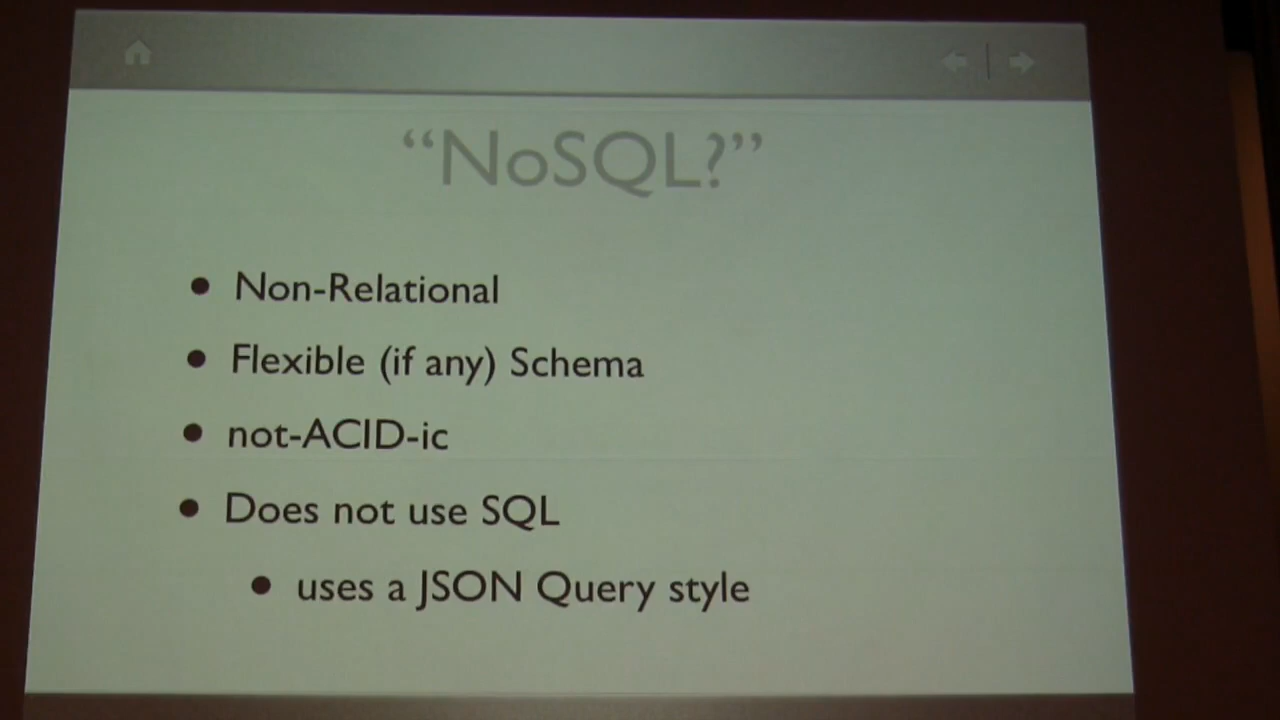 “NoSQL?”
• Non-Relational
• Flexible (if any) Schema
• not-ACID-ic
• Does not use SQL
• uses a JSON Query style